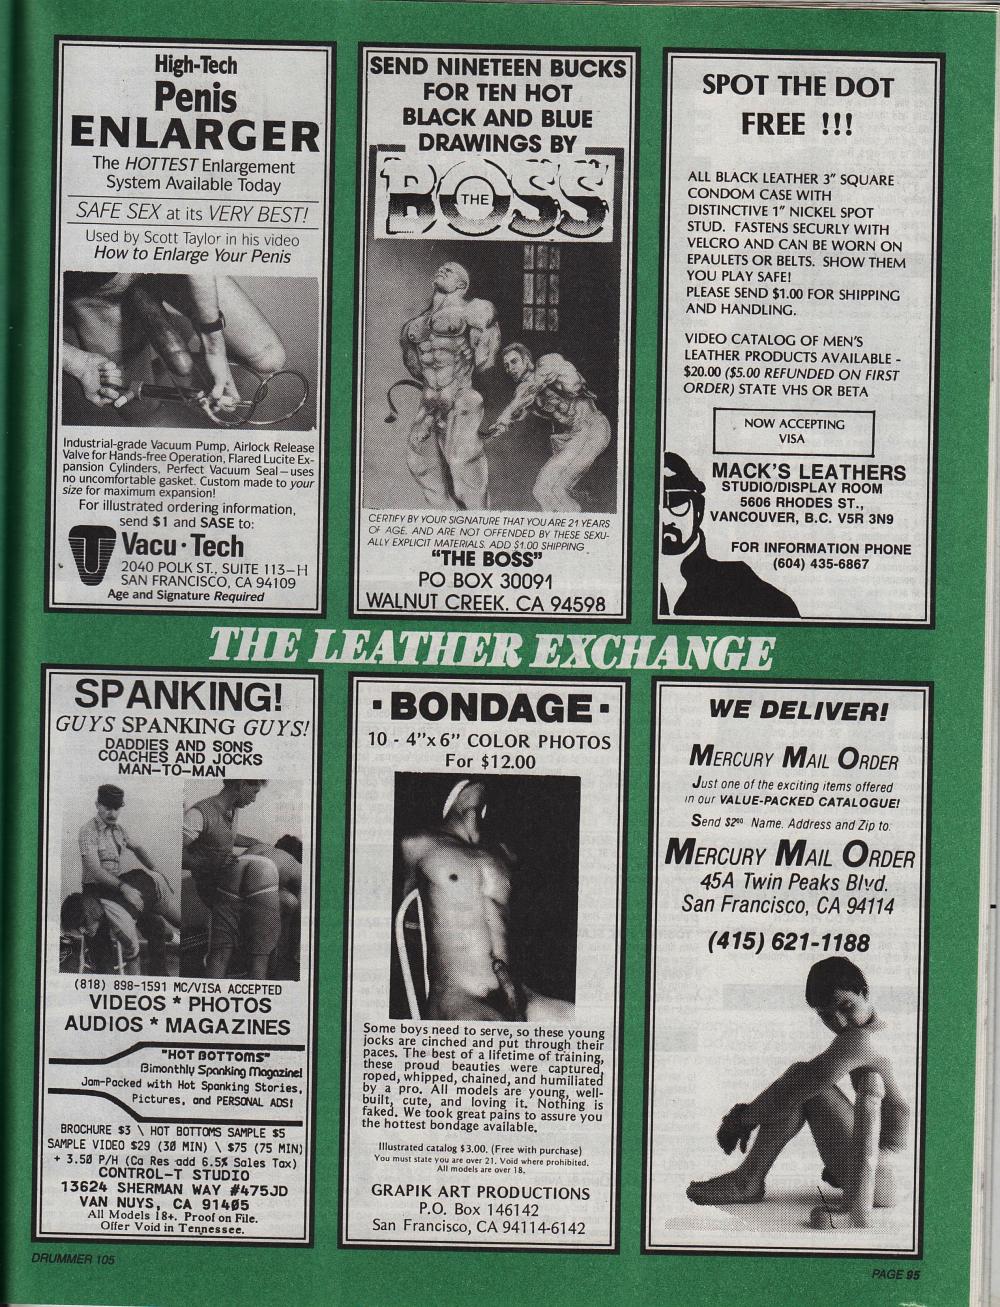 High-Tech
Penis
ENLARGER
The HOTTEST Enlargement
System Available Today
SAFE SEX at its VERY BEST!
Used by Scott Taylor in his video
How to Enlarge Your Penis
Industrial-grade Vacuum Pump, Airlock Release
Valve for Hands-free Operation, Flared Lucite Ex-
pansion Cylinders, Perfect Vacuum Seal—uses
no uncomfortable gasket. Custom made to your
size for maximum expansion!
For illustrated ordering information,
send $1 and SASE to:
Vacu·Tech
2040 POLK ST., SUITE 113–H
SAN FRANCISCO, CA 94109
Age and Signature Required
SEND NINETEEN BUCKS
FOR TEN HOT
BLACK AND BLUE
DRAWINGS BY
THE
BOSS
CERTIFY BY YOUR SIGNATURE THAT YOU ARE 21 YEARS
OF AGE, AND ARE NOT OFFENDED BY THESE SEXU-
ALLY EXPLICIT MATERIALS. ADD $1.00 SHIPPING
"THE BOSS"
PO BOX 30091
WALNUT CREEK, CA 94598
SPOT THE DOT
FREE !!!
ALL BLACK LEATHER 3" SQUARE
CONDOM CASE WITH
DISTINCTIVE 1" NICKEL SPOT
STUD. FASTENS SECURLY WITH
VELCRO AND CAN BE WORN ON
EPAULETS OR BELTS. SHOW THEM
YOU PLAY SAFE!
PLEASE SEND $1.00 FOR SHIPPING
AND HANDLING.
VIDEO CATALOG OF MEN'S
LEATHER PRODUCTS AVAILABLE -
$20.00 ($5.00 REFUNDED ON FIRST
ORDER) STATE VHS OR BETA
NOW ACCEPTING
VISA
MACK'S LEATHERS
STUDIO/DISPLAY ROOM
5606 RHODES ST.,
VANCOUVER, B.C. V5R 3N9
FOR INFORMATION PHONE
(604) 435-6867
THE LEATHER EXCHANGE
SPANKING!
GUYS SPANKING GUYS!
DADDIES AND SONS
COACHES AND JOCKS
MAN-TO-MAN
(818) 898-1591 MC/VISA ACCEPTED
VIDEOS * PHOTOS
AUDIOS * MAGAZINES
"HOT BOTTOMS"
Bimonthly Spanking Magazine!
Jam-Packed with Hot Spanking Stories,
Pictures, and PERSONAL ADS!
BROCHURE $3 \ HOT BOTTOMS SAMPLE $5
SAMPLE VIDEO $29 (30 MIN) \ $75 (75 MIN)
+ 3.50 P/H (Ca Res add 6.5% Sales Tax)
CONTROL-T STUDIO
13624 SHERMAN WAY #475JD
VAN NUYS, CA 91405
All Models 18+. Proof on File.
Offer Void in Tennessee.
· BONDAGE ·
10 - 4"x 6" COLOR PHOTOS
For $12.00
Some boys need to serve, so these young
jocks are cinched and put through their
paces. The best of a lifetime of training,
these proud beauties were captured,
roped, whipped, chained, and humiliated
by a pro. All models are young, well-
built, cute, and loving it. Nothing is
faked. We took great pains to assure you
the hottest bondage available.
Illustrated catalog $3.00. (Free with purchase)
You must state you are over 21. Void where prohibited.
All models are over 18.
GRAPIK ART PRODUCTIONS
P.O. Box 146142
San Francisco, CA 94114-6142
WE DELIVER!
MERCURY MAIL ORDER
Just one of the exciting items offered
in our VALUE-PACKED CATALOGUE!
Send $2⁰⁰ Name, Address and Zip to:
MERCURY MAIL ORDER
45A Twin Peaks Blvd.
San Francisco, CA 94114
(415) 621-1188
DRUMMER 105
PAGE 95